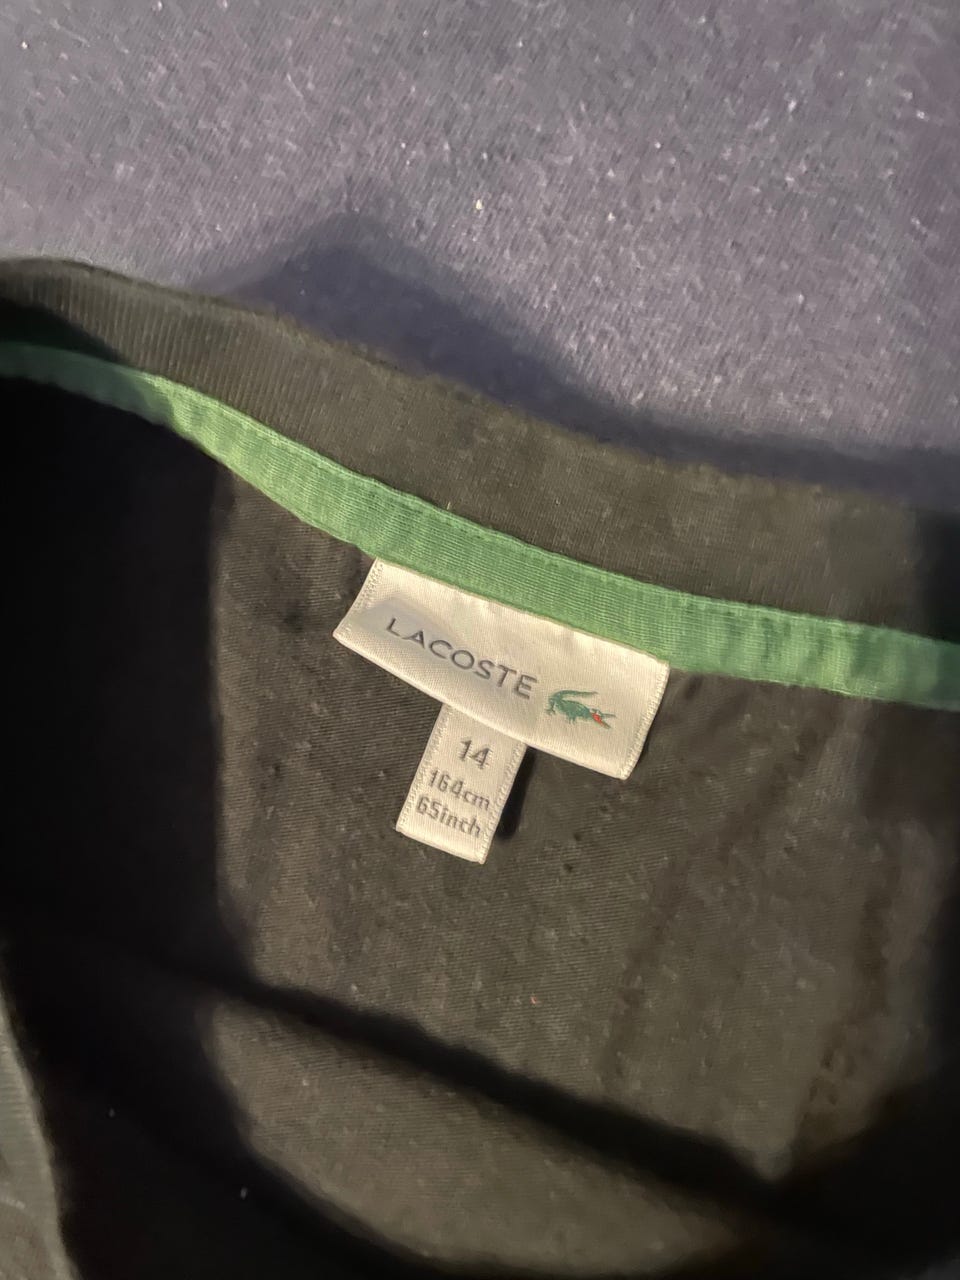 LACOSTE
14
164cm
65inch